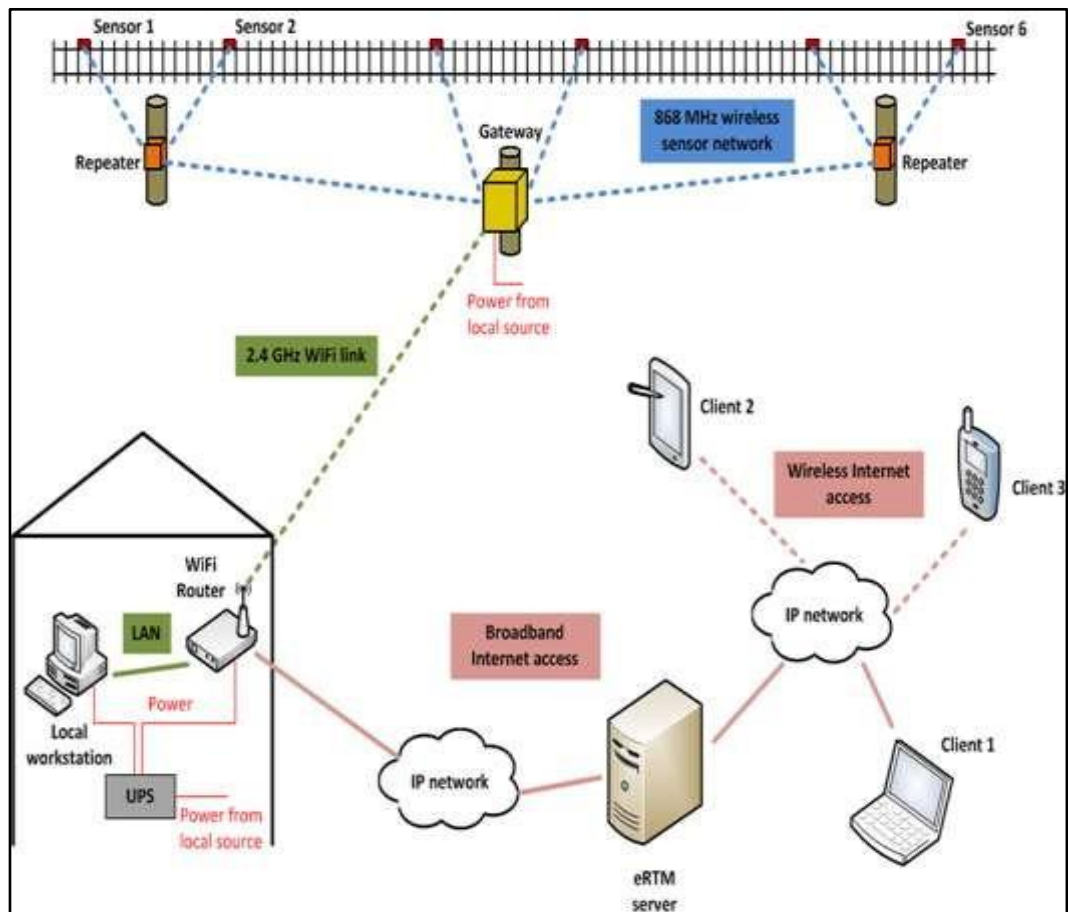 Sensor 1
Sensor 2
Sensor 6
868 MHz wireless
sensor network
Gateway
Repeater
Repeater
Power from
local source
2.4 GHz WiFi link
Client 2
Wireless Internet
access
Client 3
WiFi
Router
IP network
LAN
Broadband
Internet access
Power
Local
workstation
Client 1
IP network
UPS
Power from
local source
eRTM
server